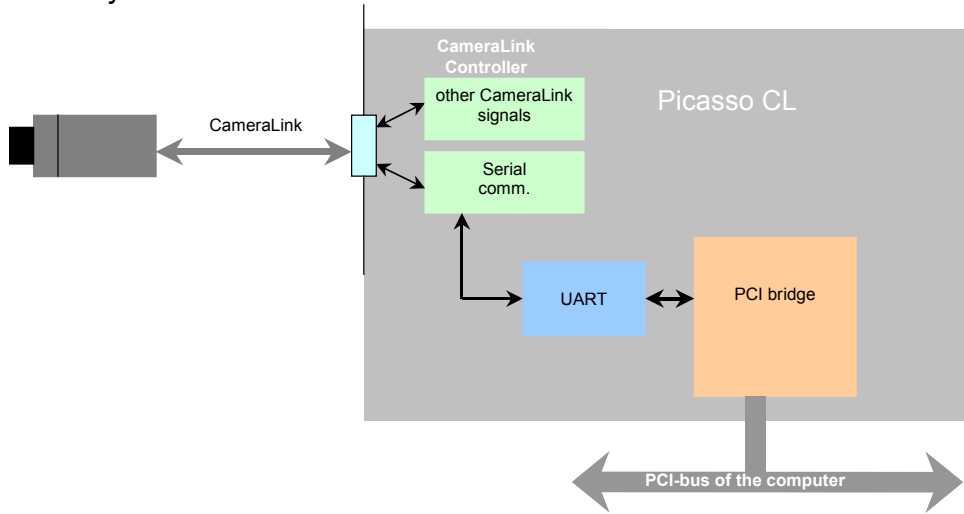 CameraLink
Controller
other CameraLink
signals
Picasso CL
CameraLink
Serial
comm.
UART
PCI bridge
PCI-bus of the computer